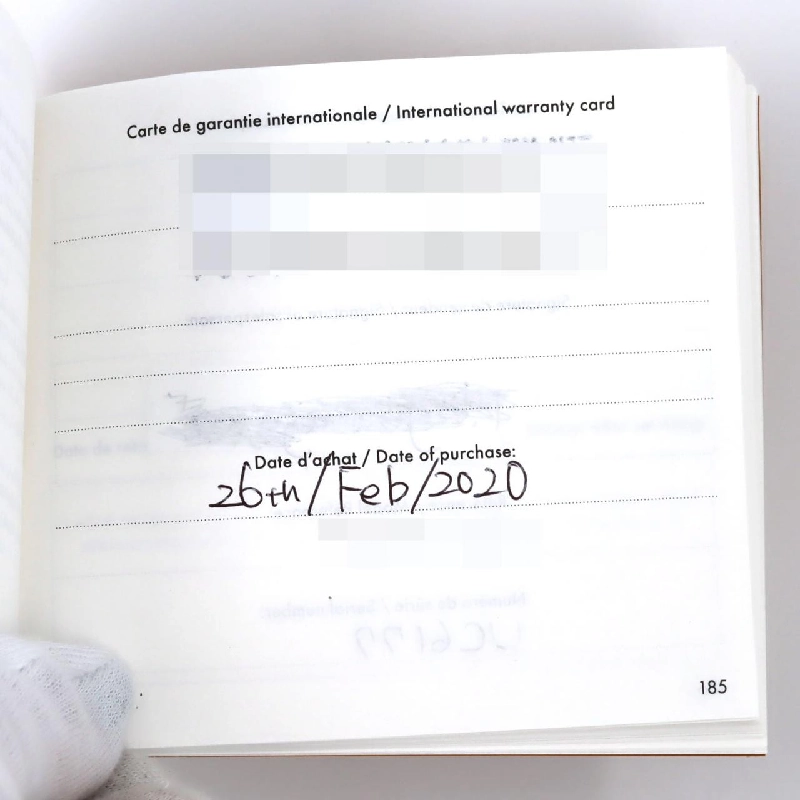 Carte de garantie internationale / International warranty card
Date d'achat / Date of purchase:
26th/Feb/2020
185